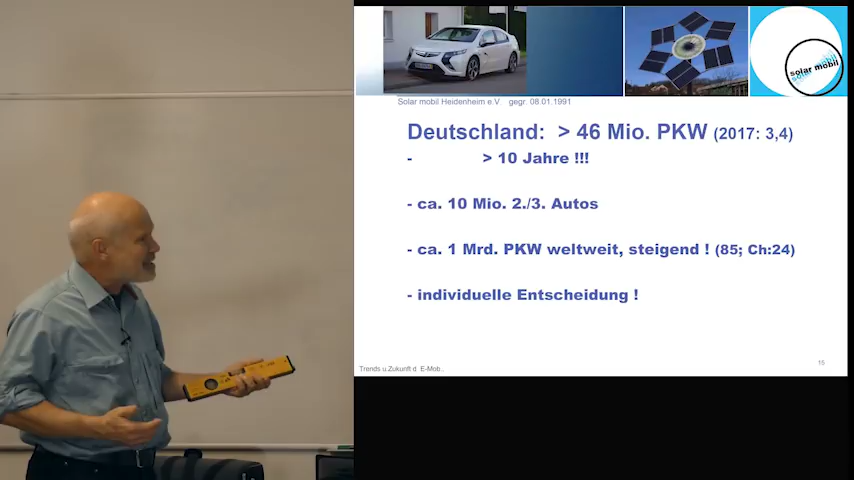 solar mobil
solar mobil
Solar mobil Heidenheim e.V. gegr. 08.01.1991
Deutschland: > 46 Mio. PKW (2017: 3,4)
- > 10 Jahre !!!
- ca. 10 Mio. 2./3. Autos
- ca. 1 Mrd. PKW weltweit, steigend ! (85; Ch:24)
- individuelle Entscheidung !
Trends u Zukunft d E-Mob.
15